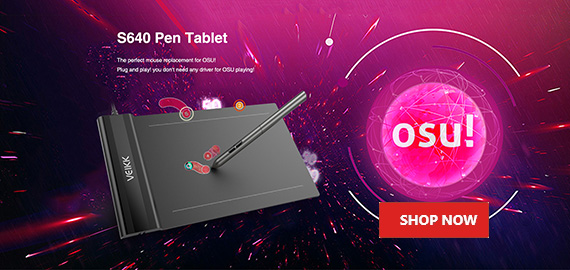 S640 Pen Tablet
The perfect mouse replacement for OSU!
Plug and play! you don't need any driver for OSU playing!
VEIKK
osu!
SHOP NOW